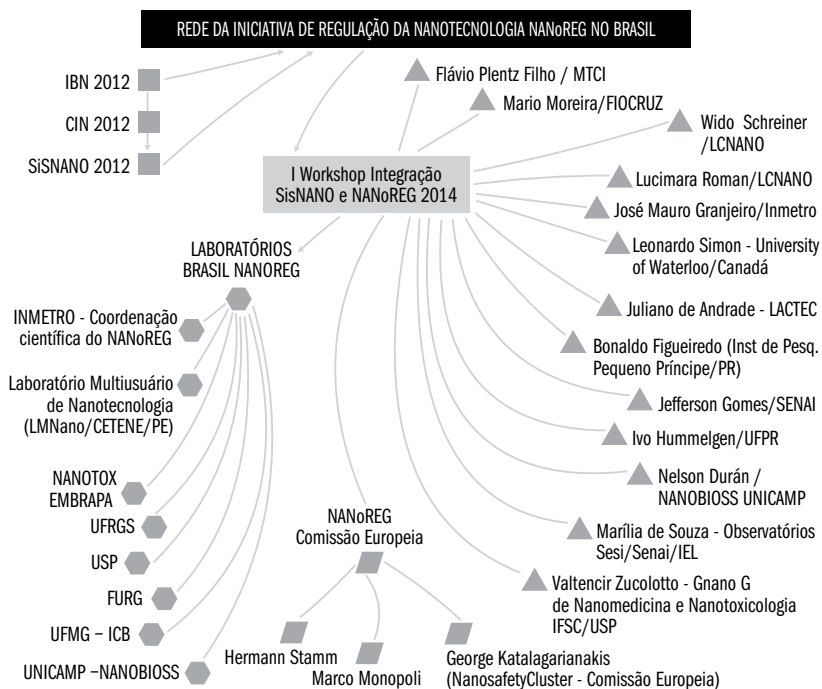 REDE DA INICIATIVA DE REGULAÇÃO DA NANOTECNOLOGIA NANoREG NO BRASIL
IBN 2012
CIN 2012
SiSNANO 2012
Flávio Plentz Filho / MTCI
Mario Moreira/FIOCRUZ
Wido Schreiner
/LCNANO
I Workshop Integração
SisNANO e NANoREG 2014
Lucimara Roman/LCNANO
José Mauro Granjeiro/Inmetro
Leonardo Simon - University
of Waterloo/Canadá
Juliano de Andrade - LACTEC
Bonaldo Figueiredo (Inst de Pesq.
Pequeno Príncipe/PR)
Jefferson Gomes/SENAI
Ivo Hummelgen/UFPR
Nelson Durán /
NANOBIOSS UNICAMP
Marília de Souza - Observatórios
Sesi/Senai/IEL
Valtencir Zucolotto - Gnano G
de Nanomedicina e Nanotoxicologia
IFSC/USP
LABORATÓRIOS
BRASIL NANOREG
INMETRO - Coordenação
científica do NANoREG
Laboratório Multiusuário
de Nanotecnologia
(LMNano/CETENE/PE)
NANOTOX
EMBRAPA
UFRGS
USP
FURG
UFMG – ICB
UNICAMP –NANOBIOSS
NANoREG
Comissão Europeia
Hermann Stamm
Marco Monopoli
George Katalagarianakis
(NanosafetyCluster - Comissão Europeia)